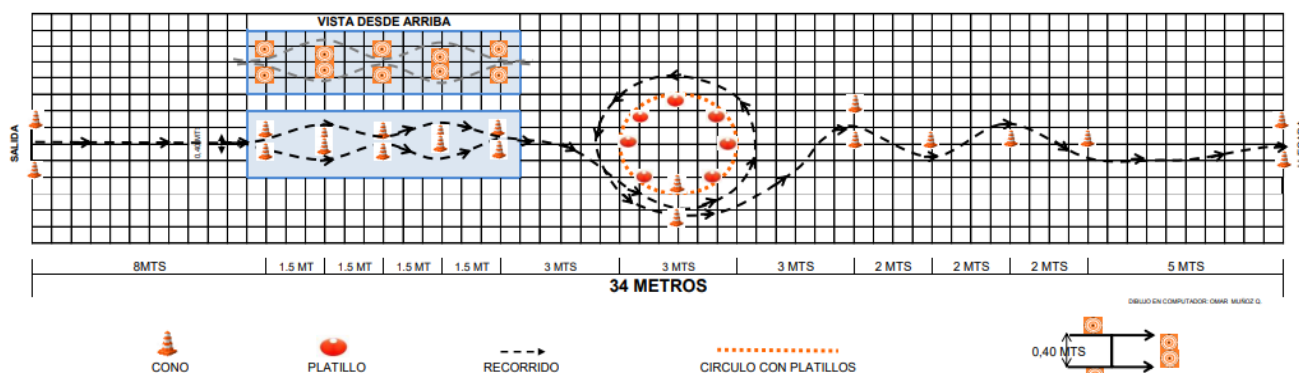 VISTA DESDE ARRIBA
SALIDA
0,40 MTS
8MTS
1.5 MT
1.5 MT
1.5 MT
1.5 MT
3 MTS
3 MTS
3 MTS
2 MTS
2 MTS
2 MTS
5 MTS
34 METROS
DIBUJO EN COMPUTADOR: OMAR MUÑOZ Q.
CONO
PLATILLO
RECORRIDO
CIRCULO CON PLATILLOS
0,40 MTS